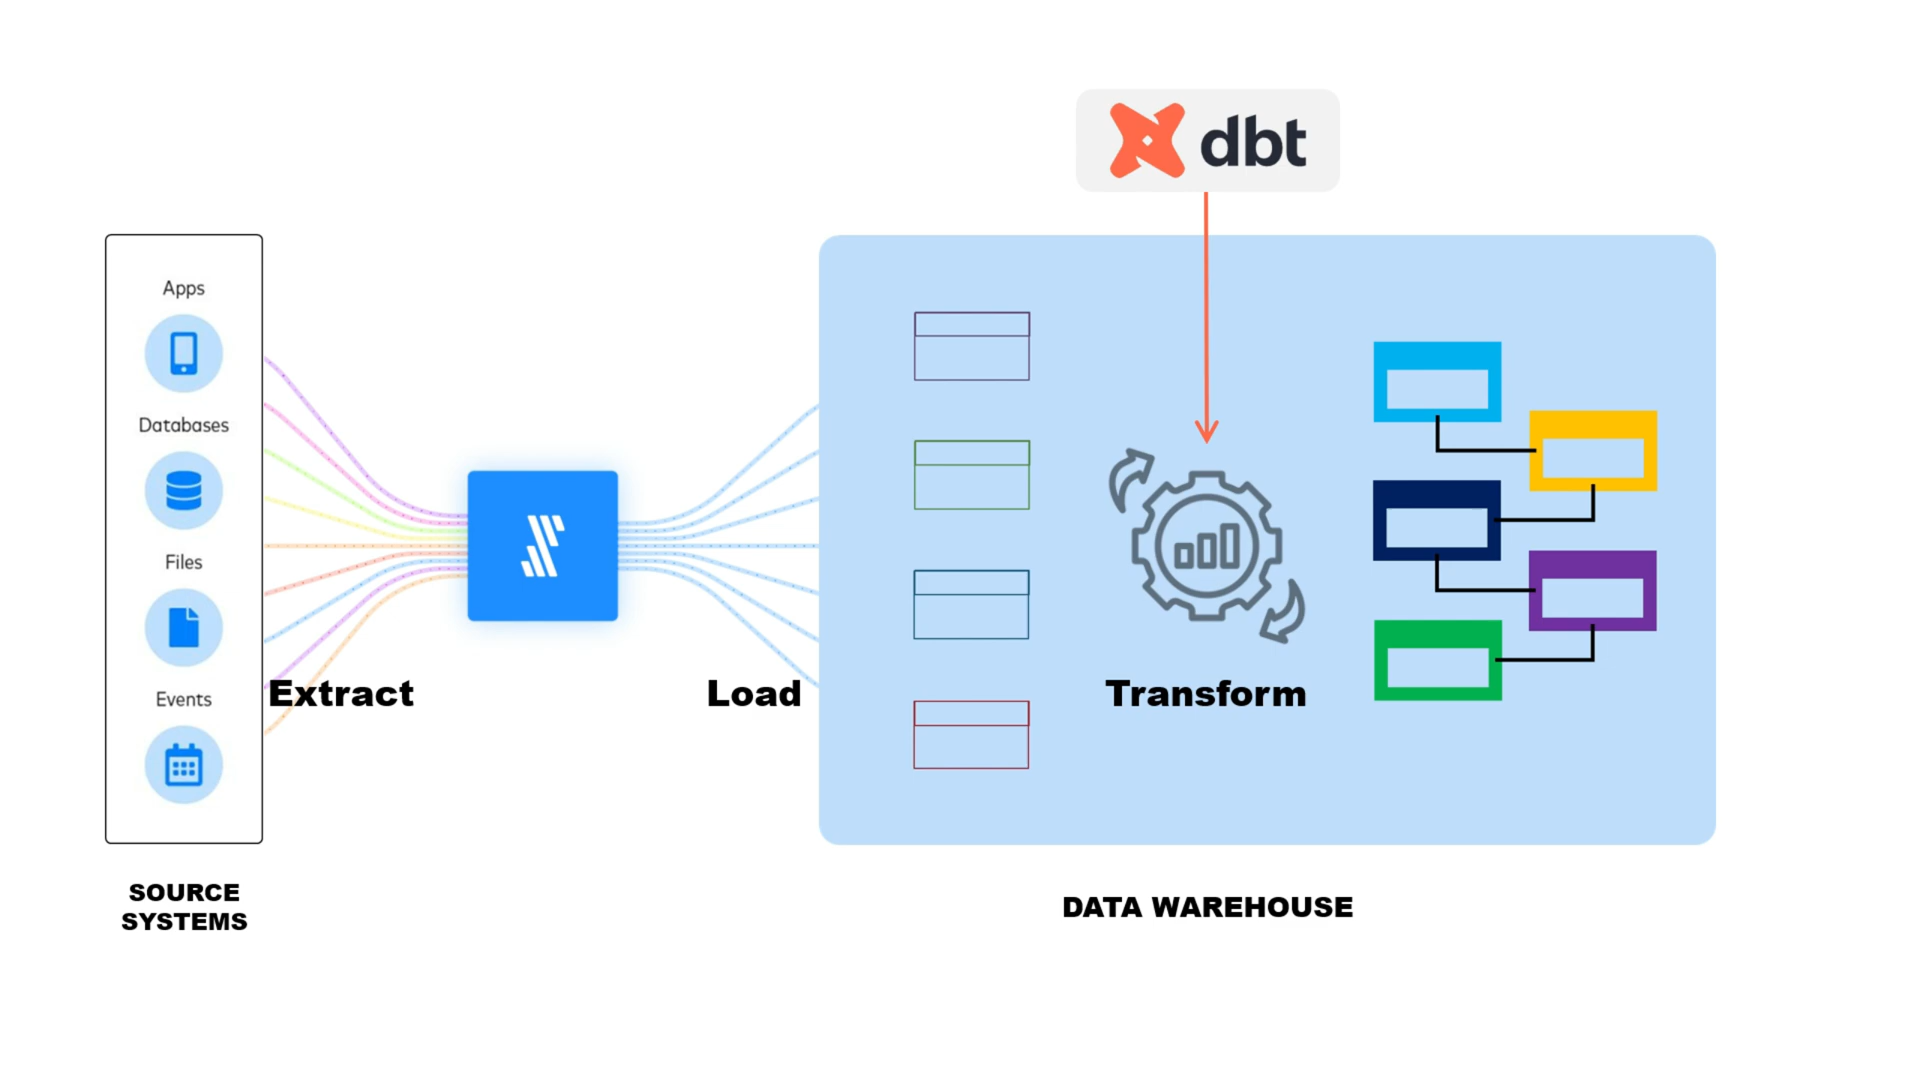 dbt
Apps
Databases
Files
Events
Extract
Load
Transform
SOURCE
SYSTEMS
DATA WAREHOUSE